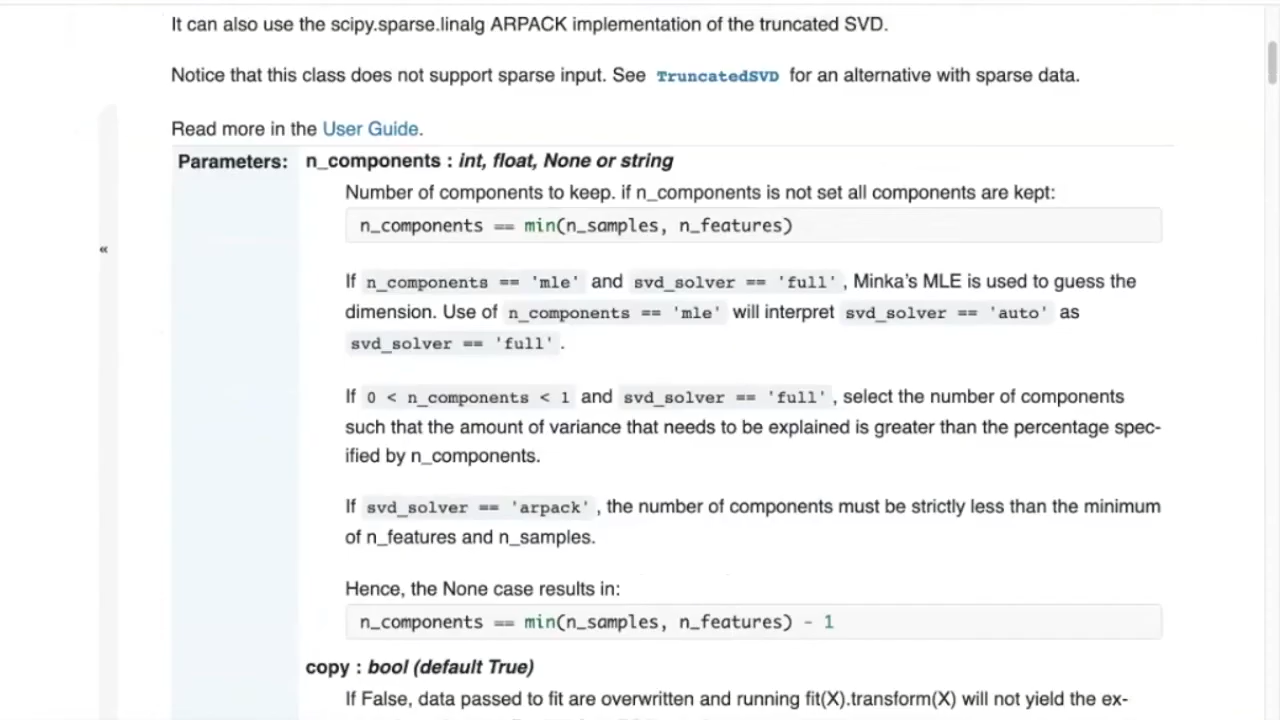 It can also use the scipy.sparse.linalg ARPACK implementation of the truncated SVD.
Notice that this class does not support sparse input. See TruncatedSVD for an alternative with sparse data.
Read more in the User Guide.
Parameters: n_components : int, float, None or string
Number of components to keep. if n_components is not set all components are kept:
n_components == min(n_samples, n_features)
«
If n_components == 'mle' and svd_solver == 'full' , Minka's MLE is used to guess the
dimension. Use of n_components == 'mle' will interpret svd_solver == 'auto' as
svd_solver == 'full' .
If 0 < n_components < 1 and svd_solver == 'full' , select the number of components
such that the amount of variance that needs to be explained is greater than the percentage spec-
ified by n_components.
If svd_solver == 'arpack' , the number of components must be strictly less than the minimum
of n_features and n_samples.
Hence, the None case results in:
n_components == min(n_samples, n_features) - 1
copy : bool (default True)
If False, data passed to fit are overwritten and running fit(X).transform(X) will not yield the ex-